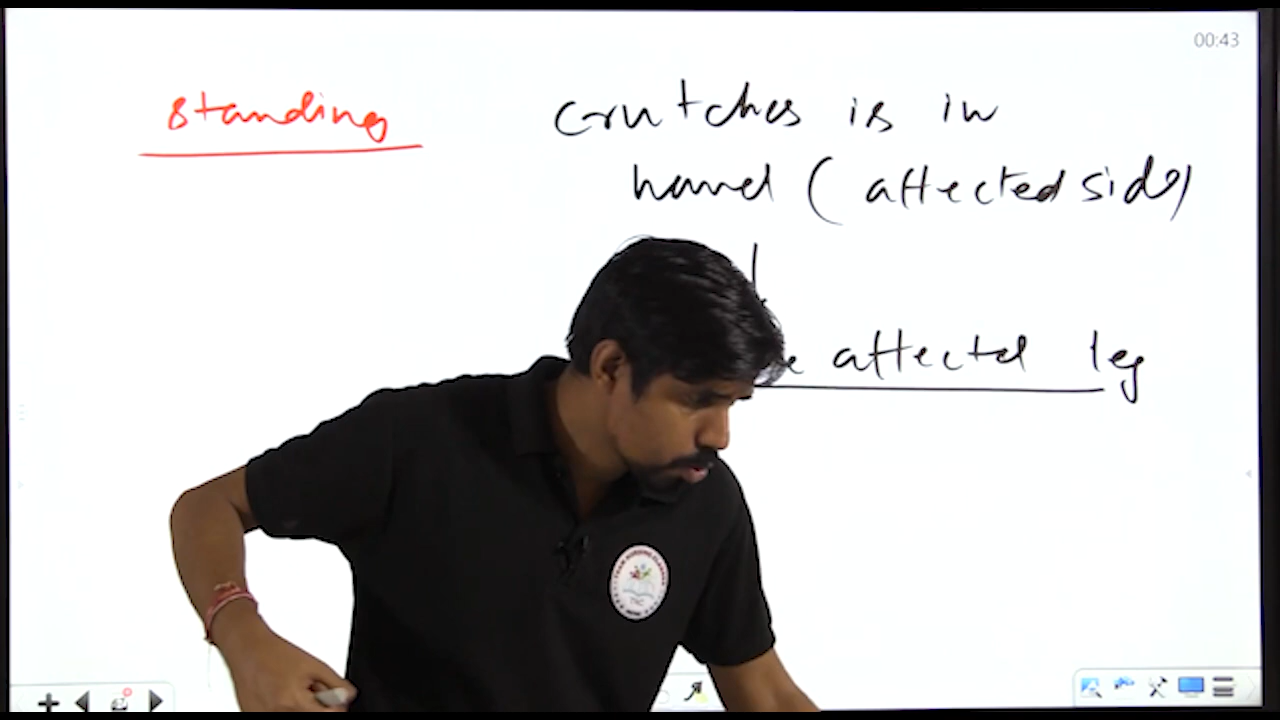 00:43
standing
crutches is in
hand (affected side)
affected leg